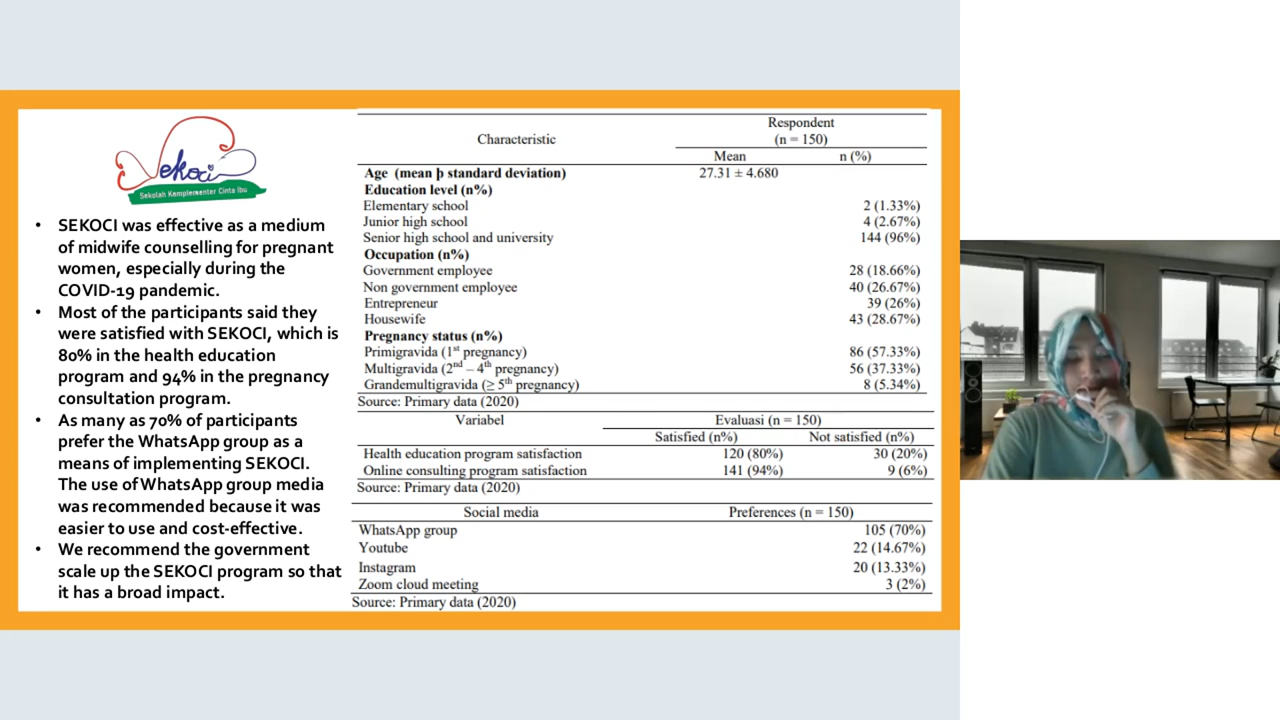 Sekoci
Sekolah Komplementer Cinta Ibu
• SEKOCI was effective as a medium
of midwife counselling for pregnant
women, especially during the
COVID-19 pandemic.
• Most of the participants said they
were satisfied with SEKOCI, which is
80% in the health education
program and 94% in the pregnancy
consultation program.
• As many as 70% of participants
prefer the WhatsApp group as a
means of implementing SEKOCI.
The use of WhatsApp group media
was recommended because it was
easier to use and cost-effective.
• We recommend the government
scale up the SEKOCI program so that
it has a broad impact.
Characteristic Respondent
(n = 150)
Mean n (%)
Age (mean þ standard deviation) 27.31 ± 4.680
Education level (n%)
Elementary school 2 (1.33%)
Junior high school 4 (2.67%)
Senior high school and university 144 (96%)
Occupation (n%)
Government employee 28 (18.66%)
Non government employee 40 (26.67%)
Entrepreneur 39 (26%)
Housewife 43 (28.67%)
Pregnancy status (n%)
Primigravida (1st pregnancy) 86 (57.33%)
Multigravida (2nd – 4th pregnancy) 56 (37.33%)
Grandemultigravida (≥ 5th pregnancy) 8 (5.34%)
Source: Primary data (2020)
Variabel Evaluasi (n = 150)
Satisfied (n%) Not satisfied (n%)
Health education program satisfaction 120 (80%) 30 (20%)
Online consulting program satisfaction 141 (94%) 9 (6%)
Source: Primary data (2020)
Social media Preferences (n = 150)
WhatsApp group 105 (70%)
Youtube 22 (14.67%)
Instagram 20 (13.33%)
Zoom cloud meeting 3 (2%)
Source: Primary data (2020)